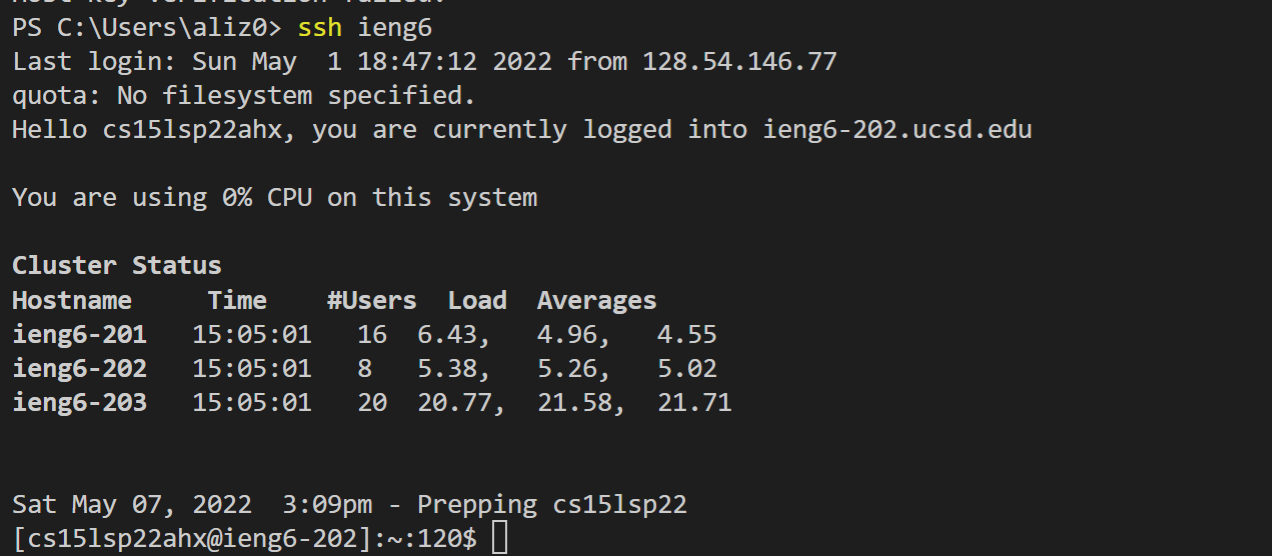 PS C:\Users\aliz0> ssh ieng6
Last login: Sun May  1 18:47:12 2022 from 128.54.146.77
quota: No filesystem specified.
Hello cs15lsp22ahx, you are currently logged into ieng6-202.ucsd.edu
You are using 0% CPU on this system
Cluster Status
Hostname     Time    #Users  Load  Averages
ieng6-201   15:05:01   16  6.43,   4.96,   4.55
ieng6-202   15:05:01   8   5.38,   5.26,   5.02
ieng6-203   15:05:01   20  20.77,  21.58,  21.71
Sat May 07, 2022  3:09pm - Prepping cs15lsp22
[cs15lsp22ahx@ieng6-202]:~:120$